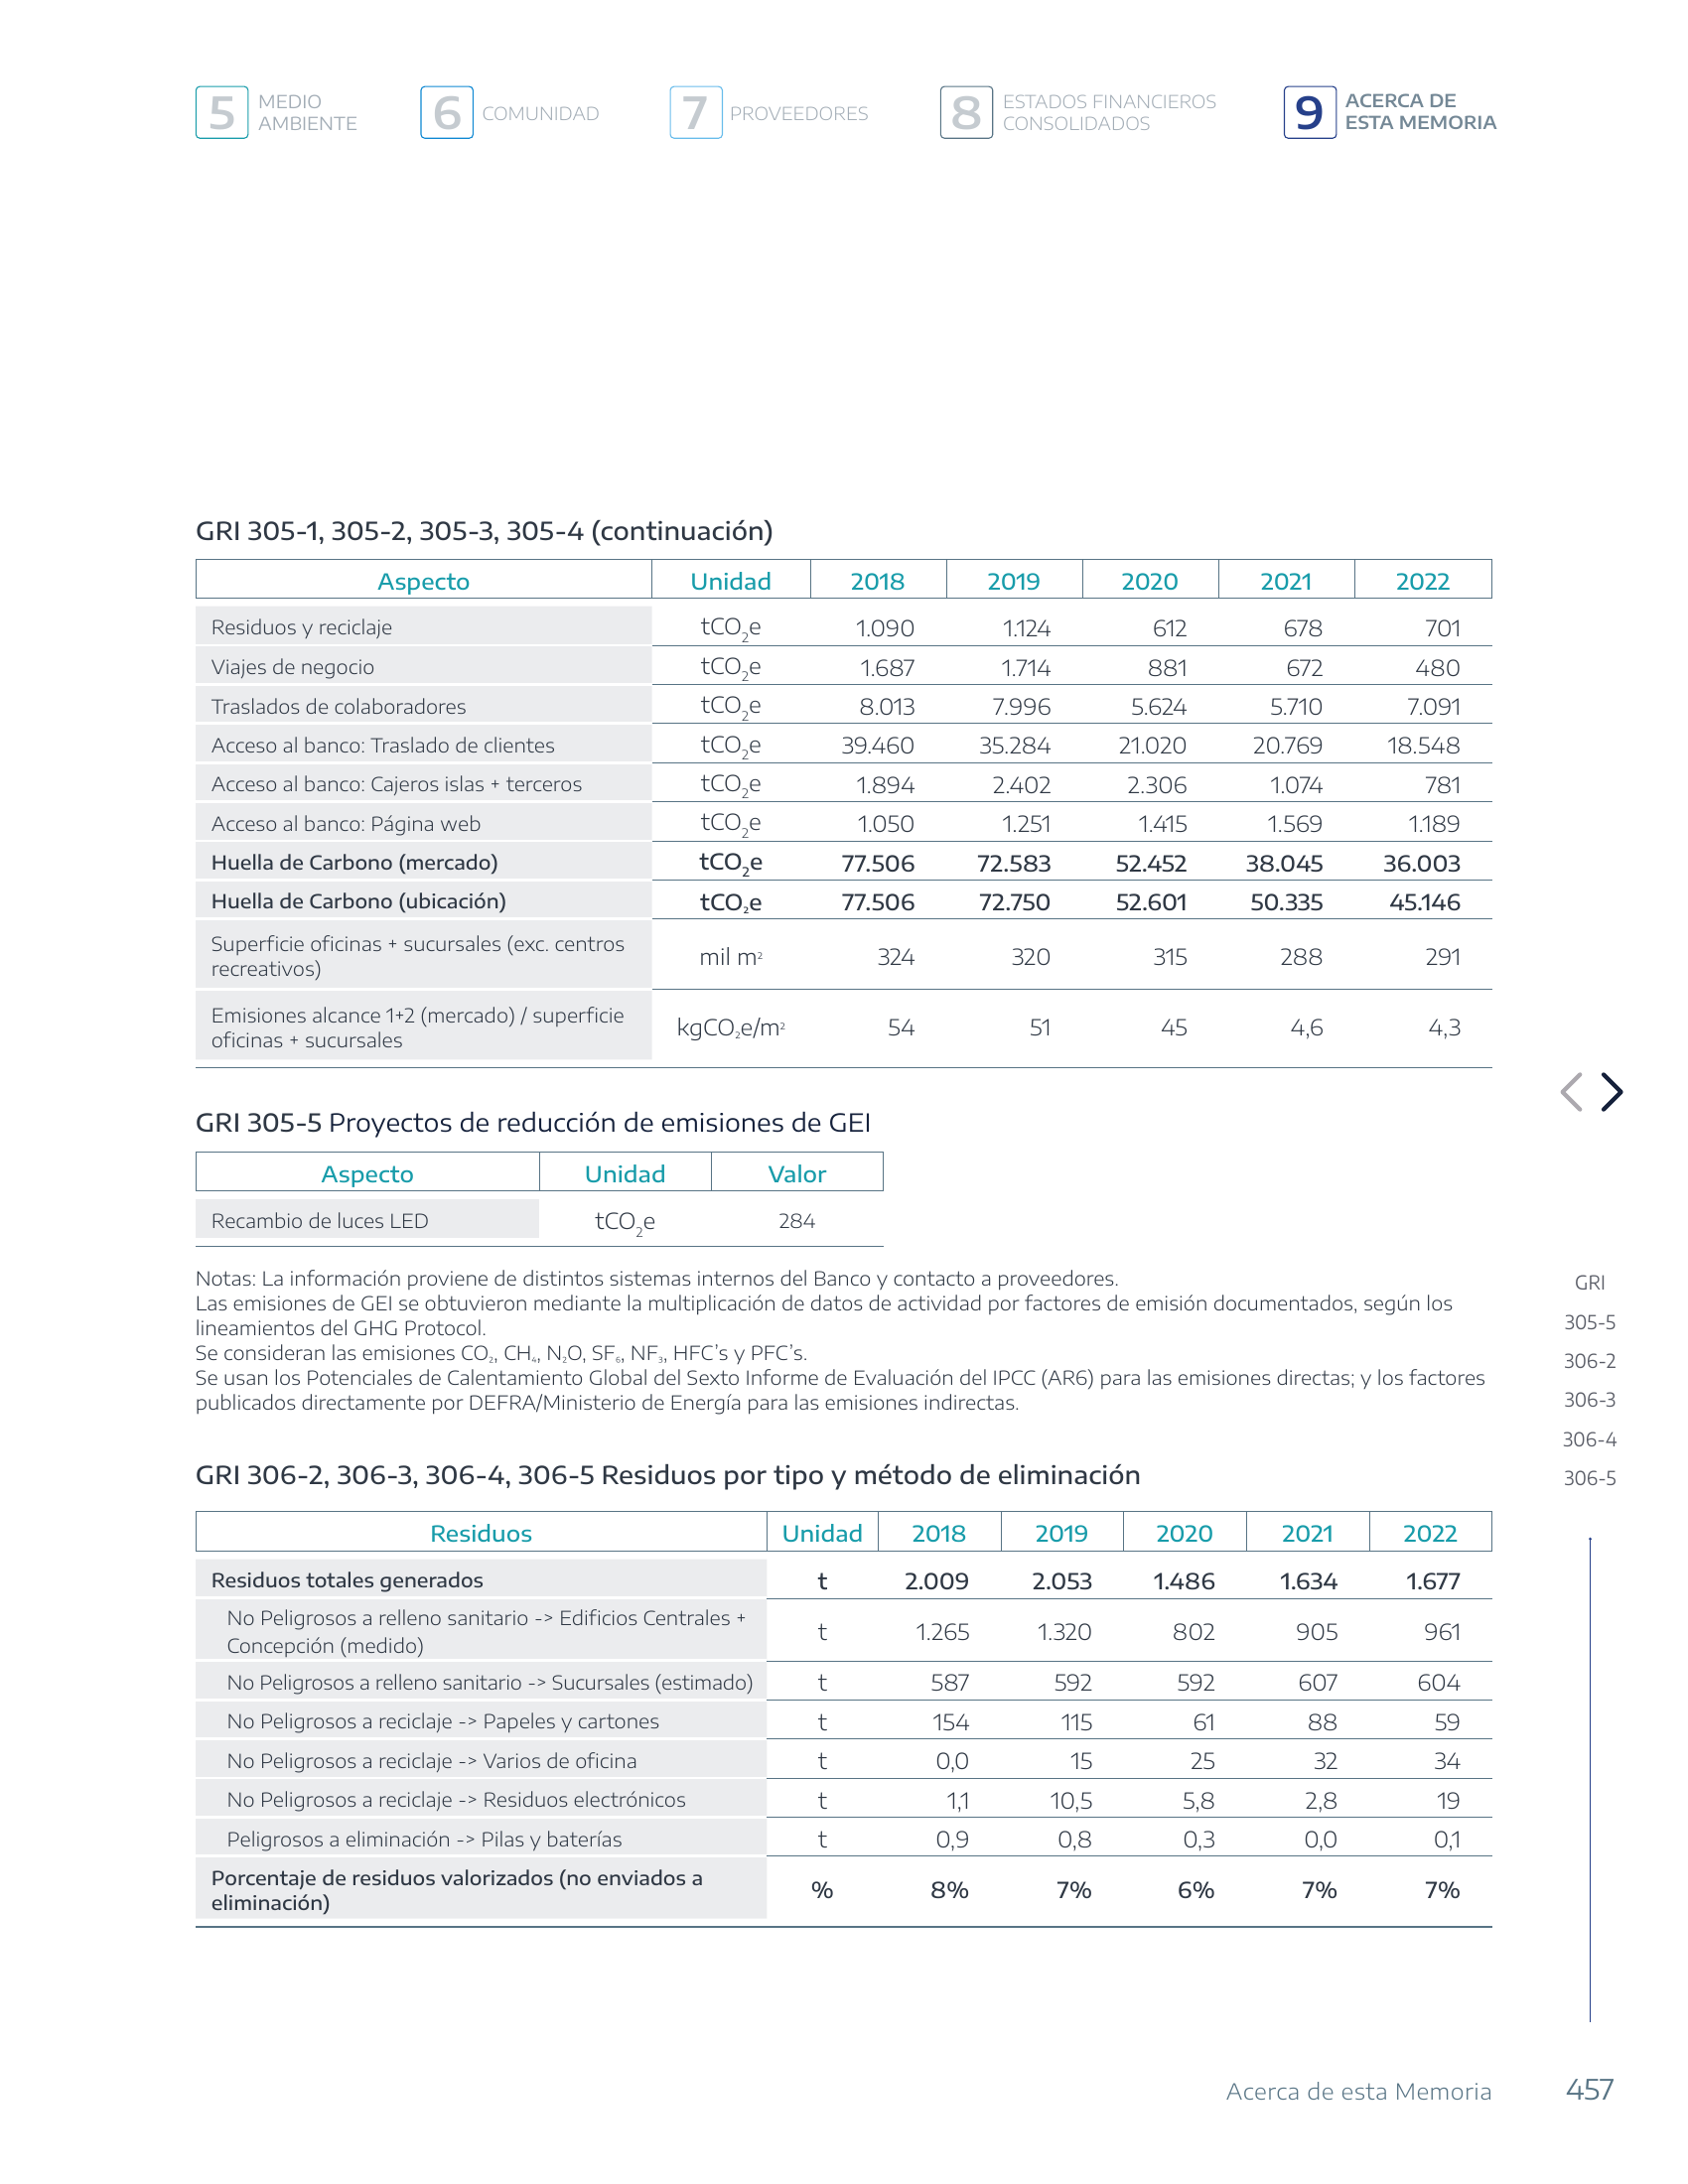 5 MEDIO AMBIENTE
6 COMUNIDAD
7 PROVEEDORES
8 ESTADOS FINANCIEROS CONSOLIDADOS
9 ACERCA DE ESTA MEMORIA
GRI 305-1, 305-2, 305-3, 305-4 (continuación)
Aspecto Unidad 2018 2019 2020 2021 2022
Residuos y reciclaje tCO₂e 1.090 1.124 612 678 701
Viajes de negocio tCO₂e 1.687 1.714 881 672 480
Traslados de colaboradores tCO₂e 8.013 7.996 5.624 5.710 7.091
Acceso al banco: Traslado de clientes tCO₂e 39.460 35.284 21.020 20.769 18.548
Acceso al banco: Cajeros islas + terceros tCO₂e 1.894 2.402 2.306 1.074 781
Acceso al banco: Página web tCO₂e 1.050 1.251 1.415 1.569 1.189
Huella de Carbono (mercado) tCO₂e 77.506 72.583 52.452 38.045 36.003
Huella de Carbono (ubicación) tCO₂e 77.506 72.750 52.601 50.335 45.146
Superficie oficinas + sucursales (exc. centros
recreativos) mil m² 324 320 315 288 291
Emisiones alcance 1+2 (mercado) / superficie
oficinas + sucursales kgCO₂e/m² 54 51 45 4,6 4,3
GRI 305-5 Proyectos de reducción de emisiones de GEI
Aspecto Unidad Valor
Recambio de luces LED tCO₂e 284
Notas: La información proviene de distintos sistemas internos del Banco y contacto a proveedores.
Las emisiones de GEI se obtuvieron mediante la multiplicación de datos de actividad por factores de emisión documentados, según los
lineamientos del GHG Protocol.
Se consideran las emisiones CO₂, CH₄, N₂O, SF₆, NF₃, HFC's y PFC's.
Se usan los Potenciales de Calentamiento Global del Sexto Informe de Evaluación del IPCC (AR6) para las emisiones directas; y los factores
publicados directamente por DEFRA/Ministerio de Energía para las emisiones indirectas.
GRI
305-5
306-2
306-3
306-4
306-5
GRI 306-2, 306-3, 306-4, 306-5 Residuos por tipo y método de eliminación
Residuos Unidad 2018 2019 2020 2021 2022
Residuos totales generados t 2.009 2.053 1.486 1.634 1.677
No Peligrosos a relleno sanitario -> Edificios Centrales +
Concepción (medido) t 1.265 1.320 802 905 961
No Peligrosos a relleno sanitario -> Sucursales (estimado) t 587 592 592 607 604
No Peligrosos a reciclaje -> Papeles y cartones t 154 115 61 88 59
No Peligrosos a reciclaje -> Varios de oficina t 0,0 15 25 32 34
No Peligrosos a reciclaje -> Residuos electrónicos t 1,1 10,5 5,8 2,8 19
Peligrosos a eliminación -> Pilas y baterías t 0,9 0,8 0,3 0,0 0,1
Porcentaje de residuos valorizados (no enviados a
eliminación) % 8% 7% 6% 7% 7%
Acerca de esta Memoria 457